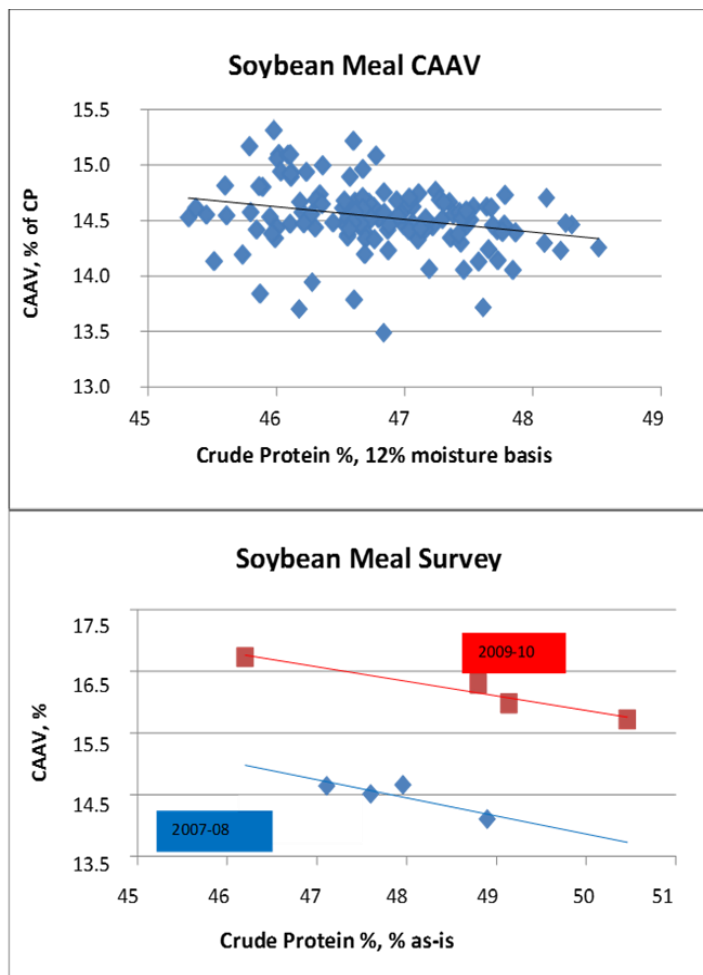 Soybean Meal CAAV
15.5
15.0
14.5
14.0
13.5
13.0
CAAV, % of CP
45 46 47 48 49
Crude Protein %, 12% moisture basis
Soybean Meal Survey
17.5
16.5
15.5
14.5
13.5
CAAV, %
2009-10
2007-08
45 46 47 48 49 50 51
Crude Protein %, % as-is